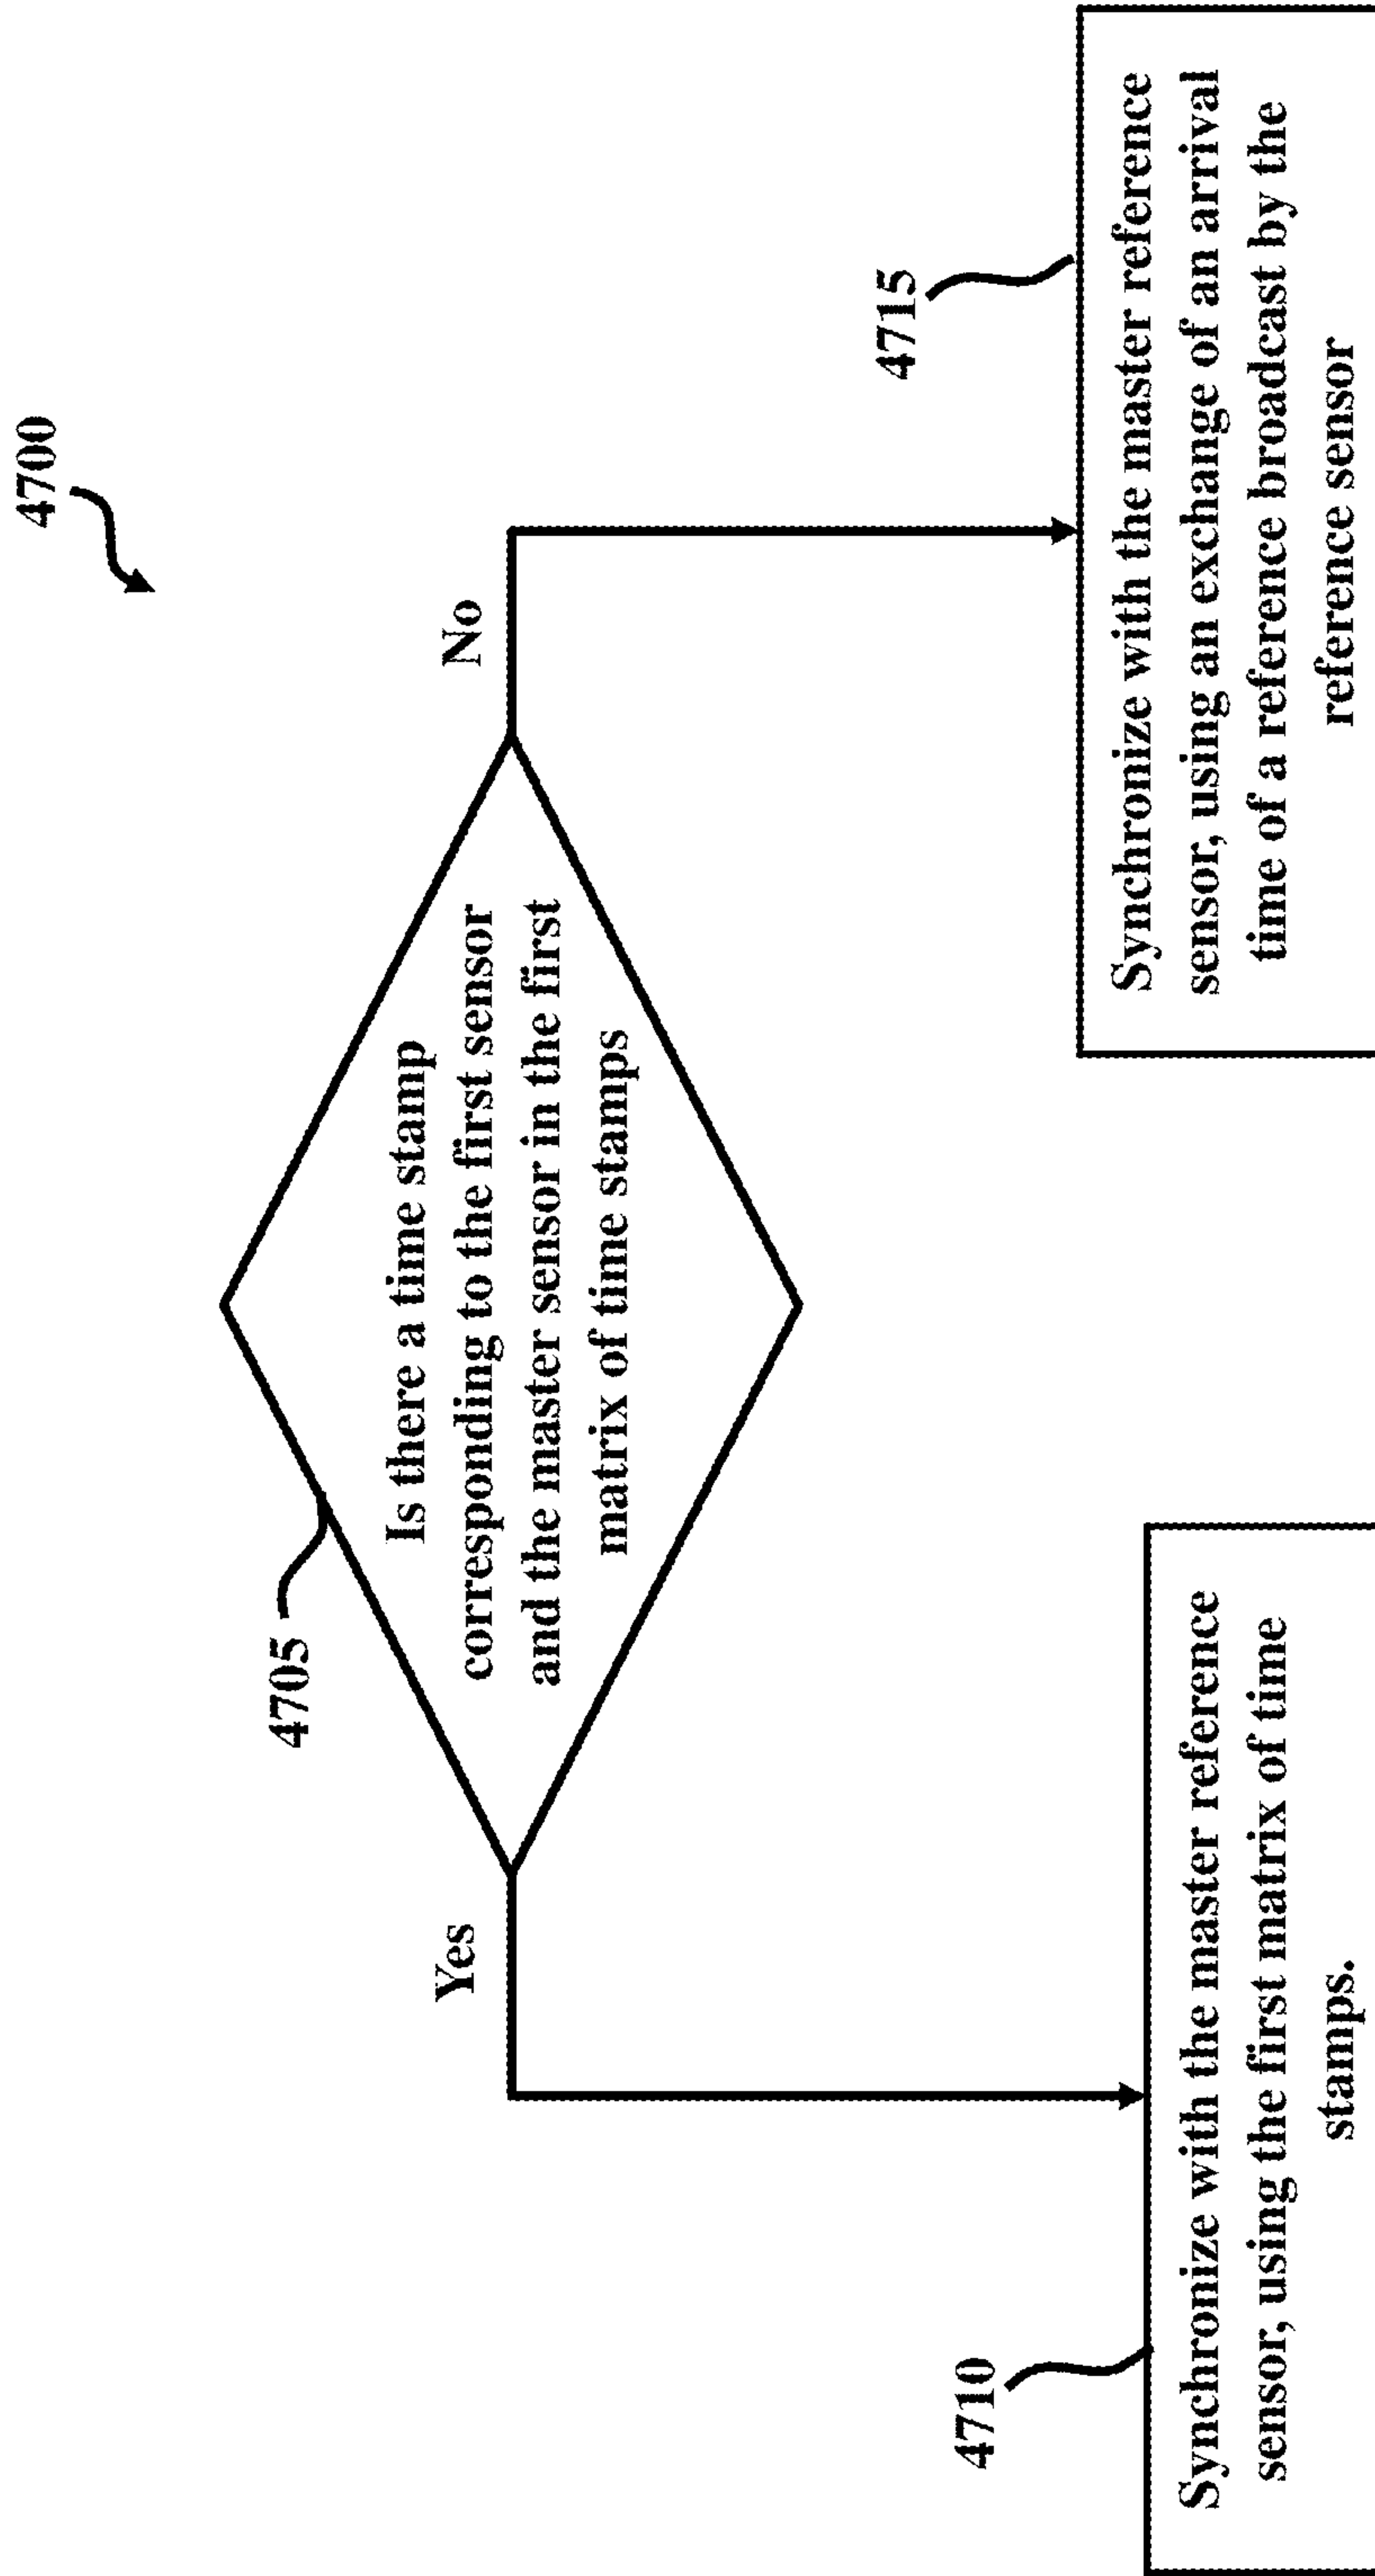 4700
4705
Is there a time stamp
corresponding to the first sensor
and the master sensor in the first
matrix of time stamps
Yes
No
4710
Synchronize with the master reference
sensor, using the first matrix of time
stamps.
4715
Synchronize with the master reference
sensor, using an exchange of an arrival
time of a reference broadcast by the
reference sensor